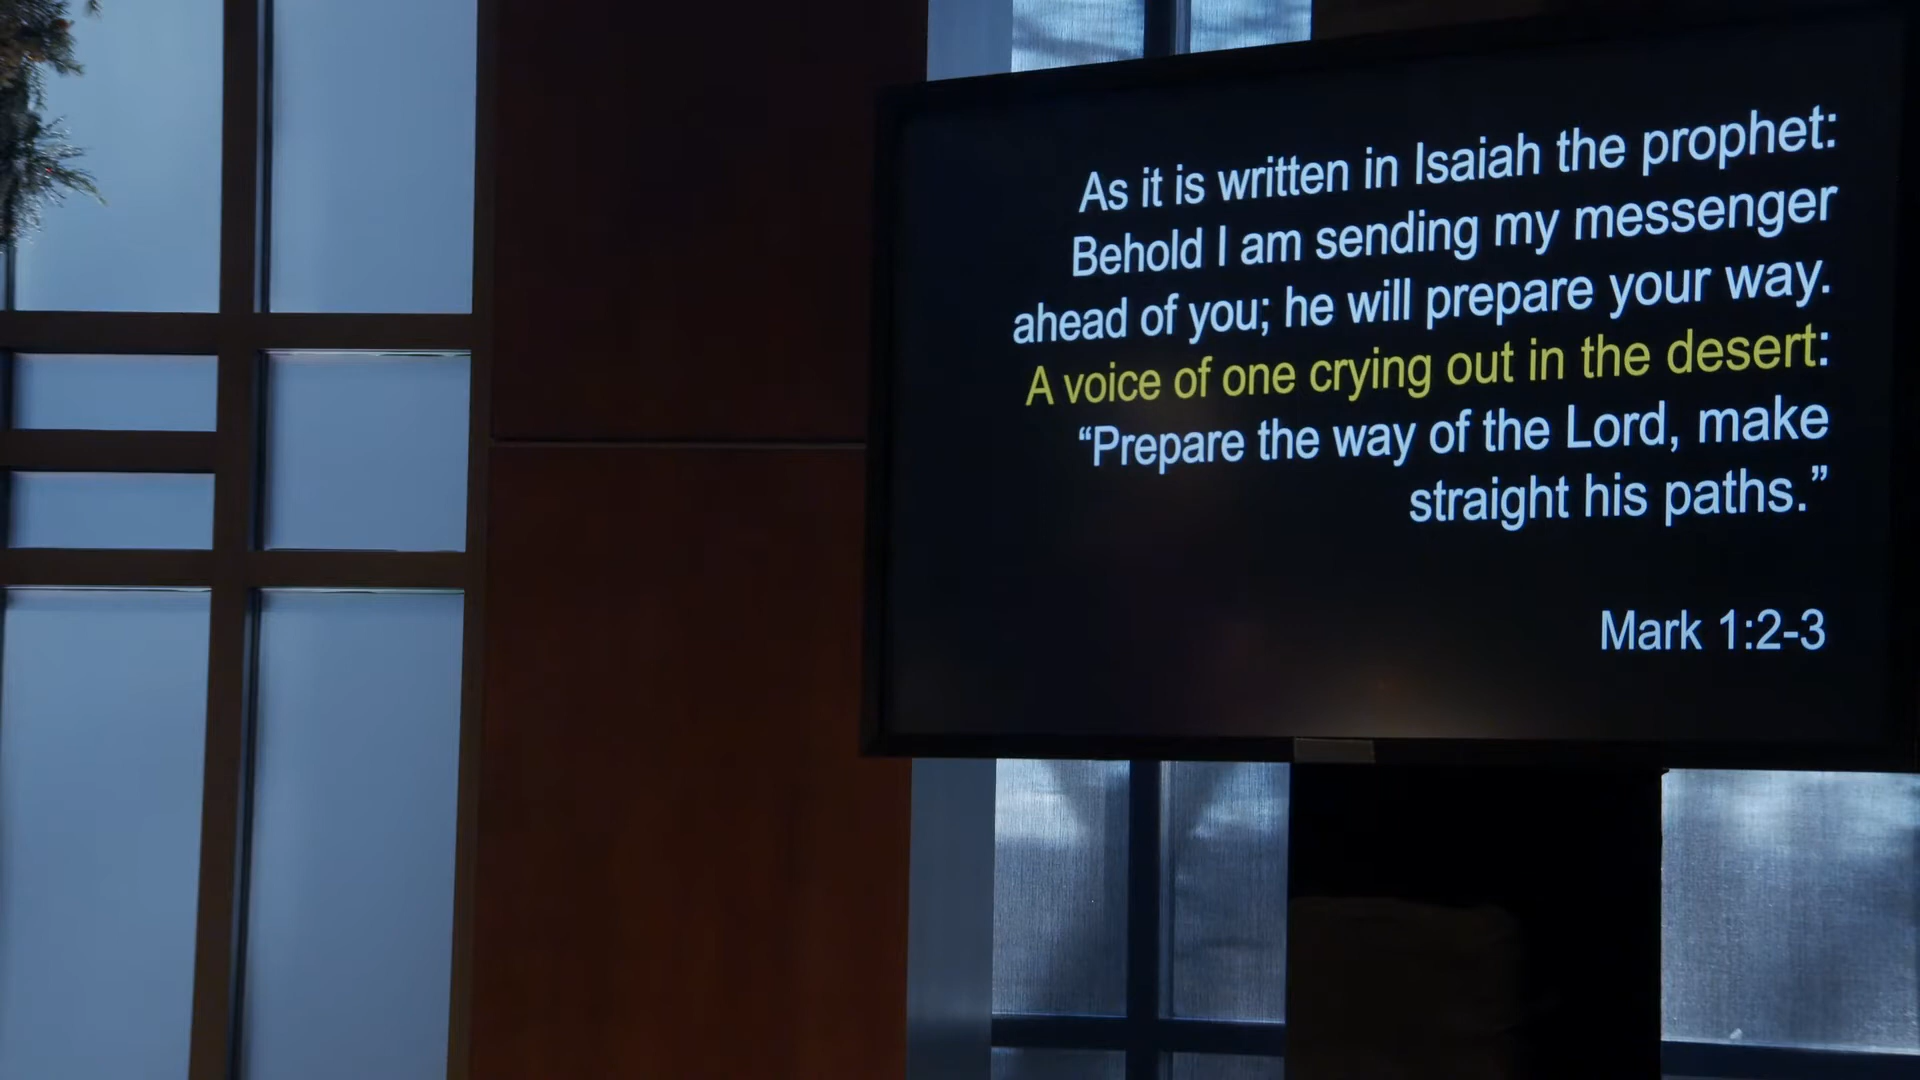 As it is written in Isaiah the prophet:
Behold I am sending my messenger
ahead of you; he will prepare your way.
A voice of one crying out in the desert:
“Prepare the way of the Lord, make
straight his paths.”
Mark 1:2-3